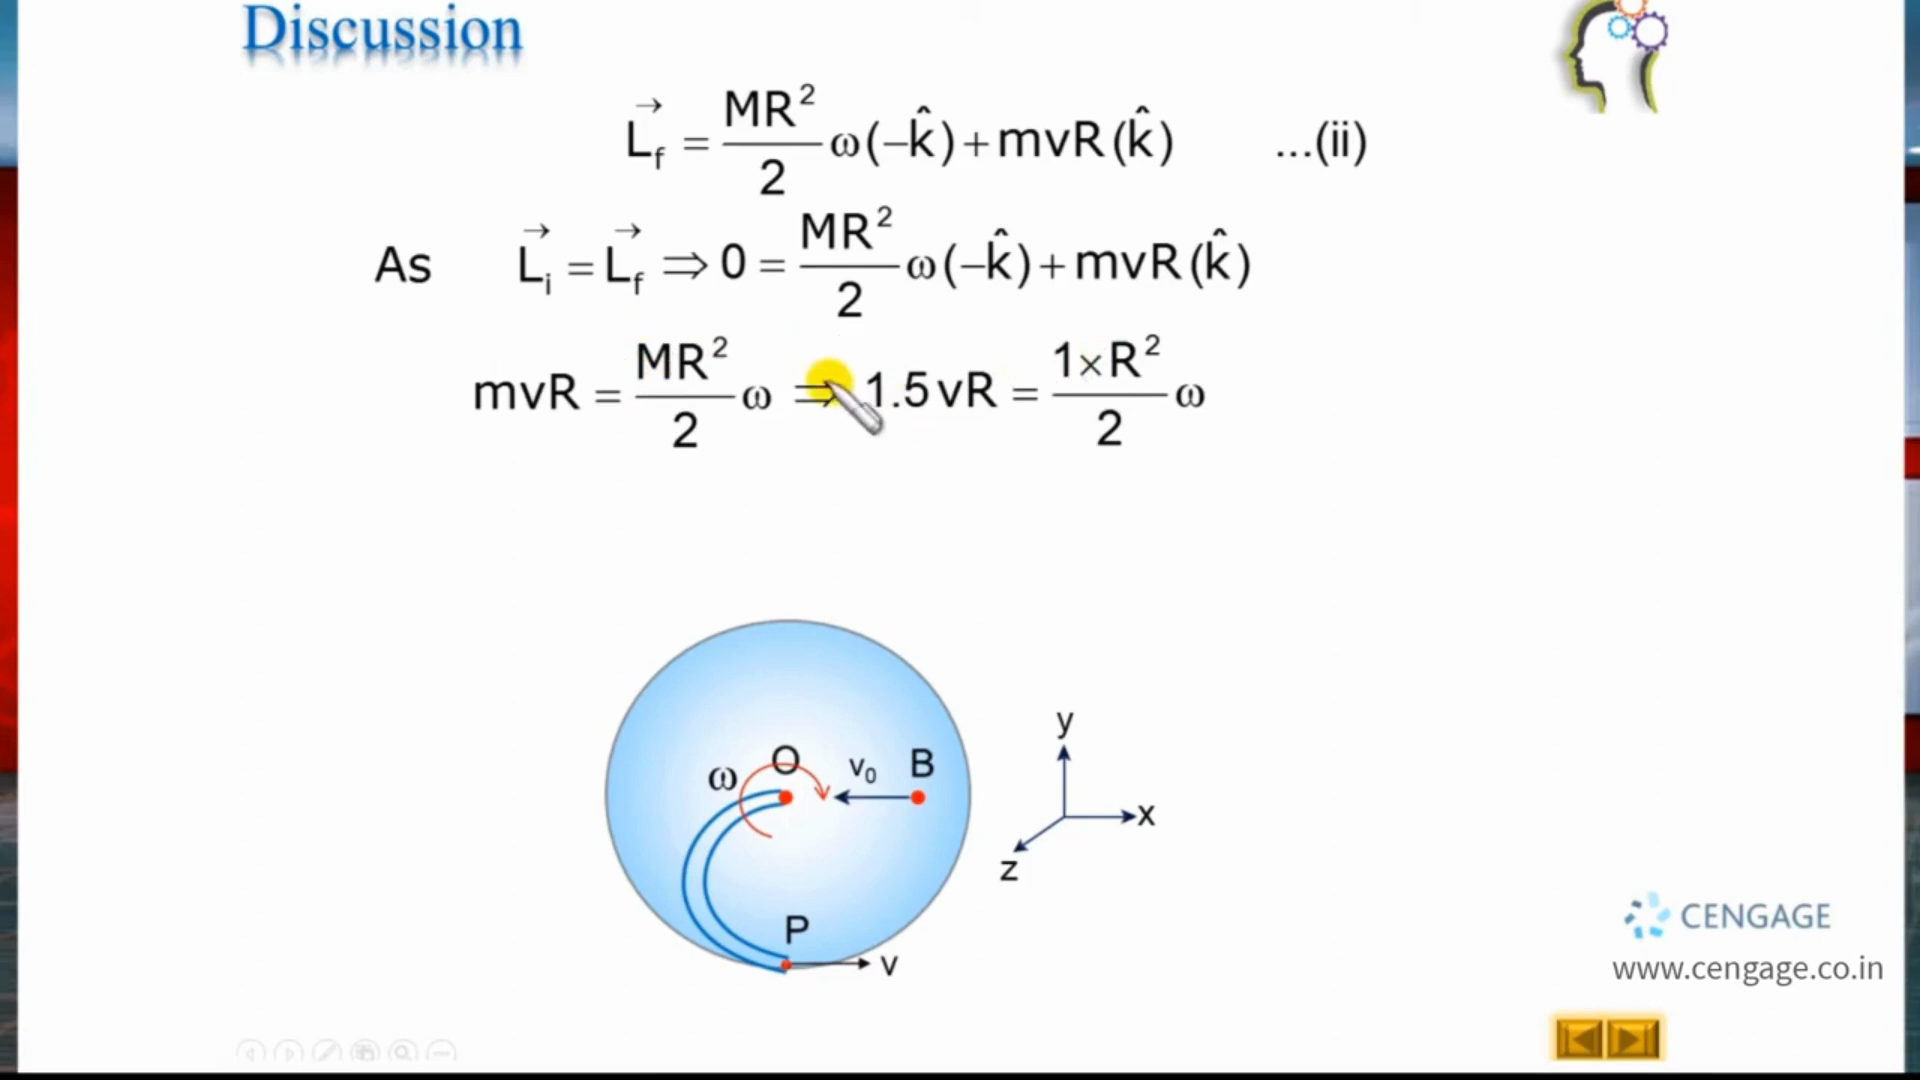 Discussion
L⃗f = MR²/2 ω(−k̂)+mvR(k̂) ...(ii)
As L⃗i = L⃗f ⇒ 0 = MR²/2 ω(−k̂)+mvR(k̂)
mvR = MR²/2 ω ⇒ 1.5vR = 1×R²/2 ω
y
ω O v₀ B
x
z
P
v
CENGAGE
www.cengage.co.in